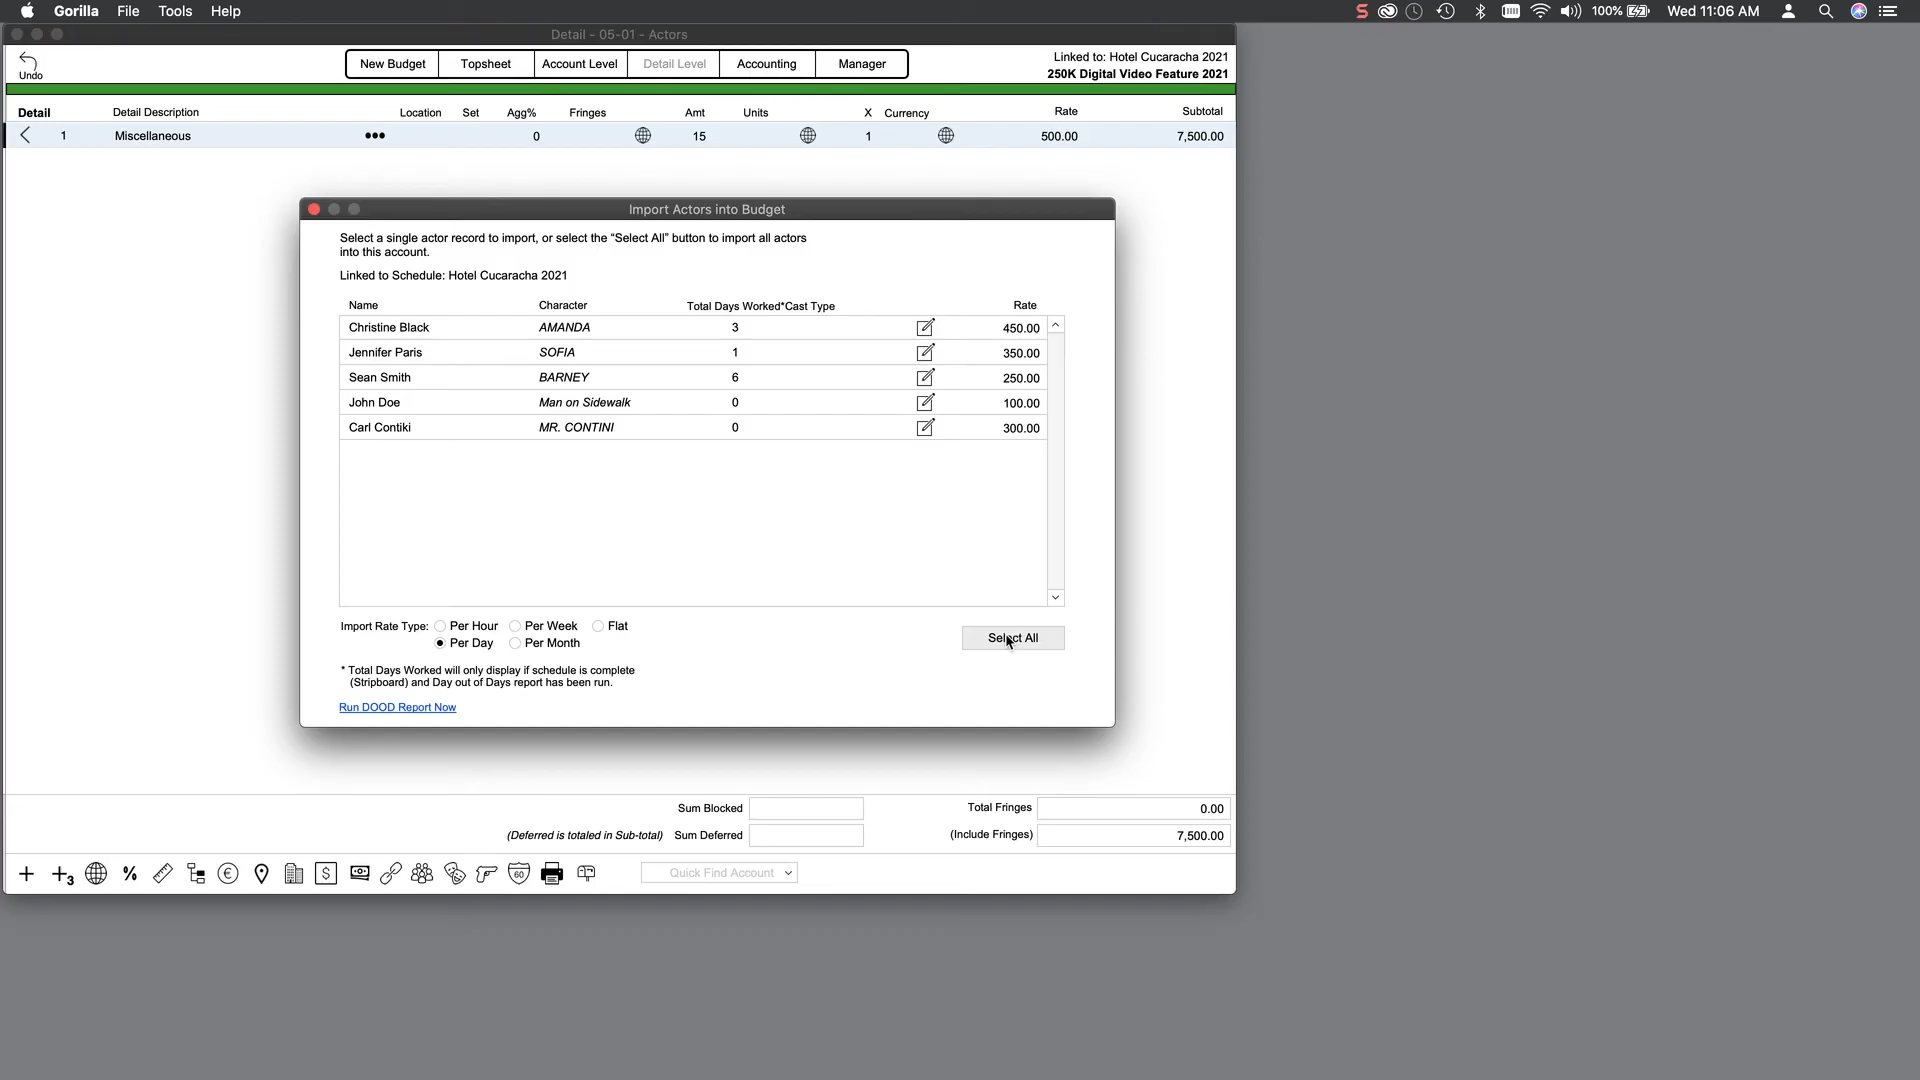 Gorilla File Tools Help
S 100% Wed 11:06 AM
Detail - 05-01 - Actors
Undo
New Budget Topsheet Account Level Detail Level Accounting Manager
Linked to: Hotel Cucaracha 2021
250K Digital Video Feature 2021
Detail Detail Description Location Set Agg% Fringes Amt Units X Currency Rate Subtotal
1 Miscellaneous ••• 0 15 1 500.00 7,500.00
Import Actors into Budget
Select a single actor record to import, or select the “Select All” button to import all actors
into this account.
Linked to Schedule: Hotel Cucaracha 2021
Name Character Total Days Worked*Cast Type Rate
Christine Black AMANDA 3 450.00
Jennifer Paris SOFIA 1 350.00
Sean Smith BARNEY 6 250.00
John Doe Man on Sidewalk 0 100.00
Carl Contiki MR. CONTINI 0 300.00
Import Rate Type: Per Hour Per Week Flat
Per Day Per Month
Select All
* Total Days Worked will only display if schedule is complete
(Stripboard) and Day out of Days report has been run.
Run DOOD Report Now
Sum Blocked Total Fringes 0.00
(Deferred is totaled in Sub-total) Sum Deferred (Include Fringes) 7,500.00
+ +3 % € $ 60 Quick Find Account